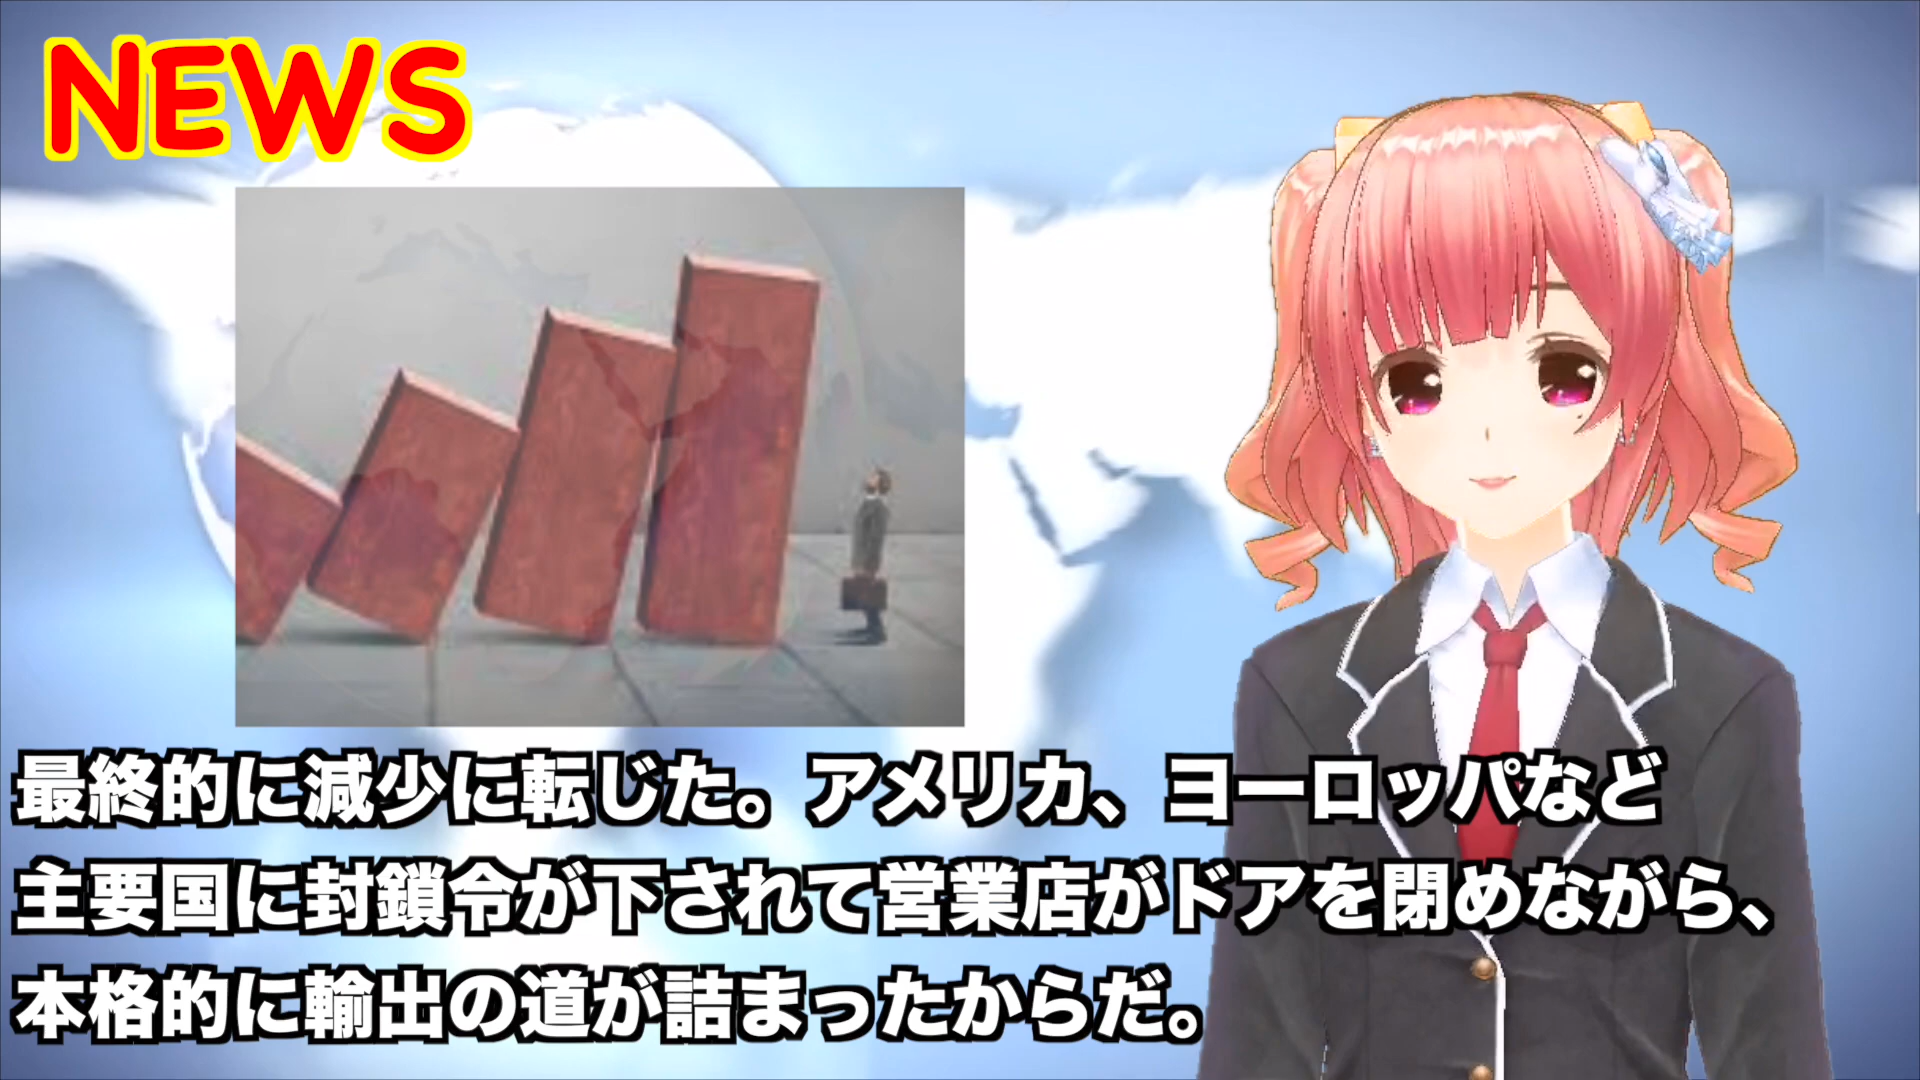 NEWS
最終的に減少に転じた。アメリカ、ヨーロッパなど
主要国に封鎖令が下されて営業店がドアを閉めながら、
本格的に輸出の道が詰まったからだ。